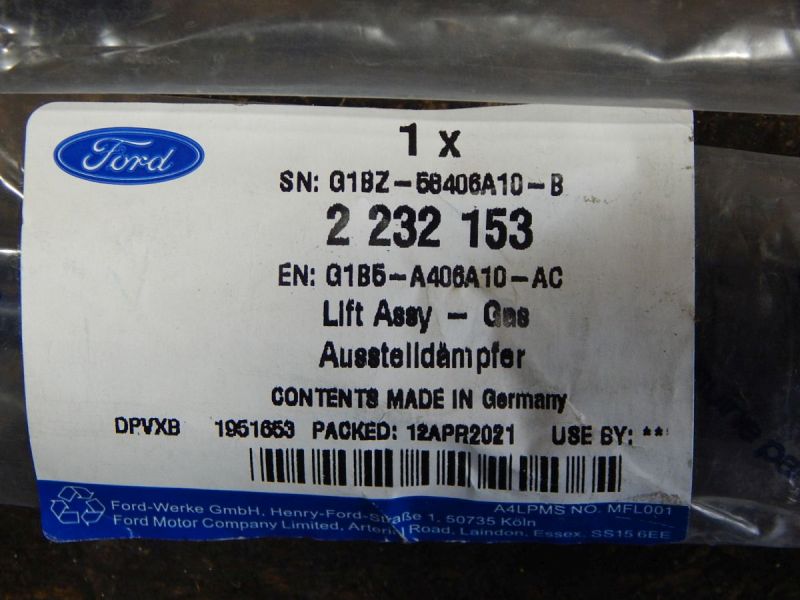 Ford
1 x
SN: G1BZ-58406A10-B
2 232 153
EN: G1B5-A406A10-AC
Lift Assy - Gas
Ausstelldämpfer
CONTENTS MADE IN Germany
DPVXB 1951653 PACKED: 12APR2021 USE BY: **
A4LPMS NO. MFL001
Ford-Werke GmbH, Henry-Ford-Straße 1, 50735 Köln
Ford Motor Company Limited, Arterial Road, Laindon, Essex, SS15 6EE